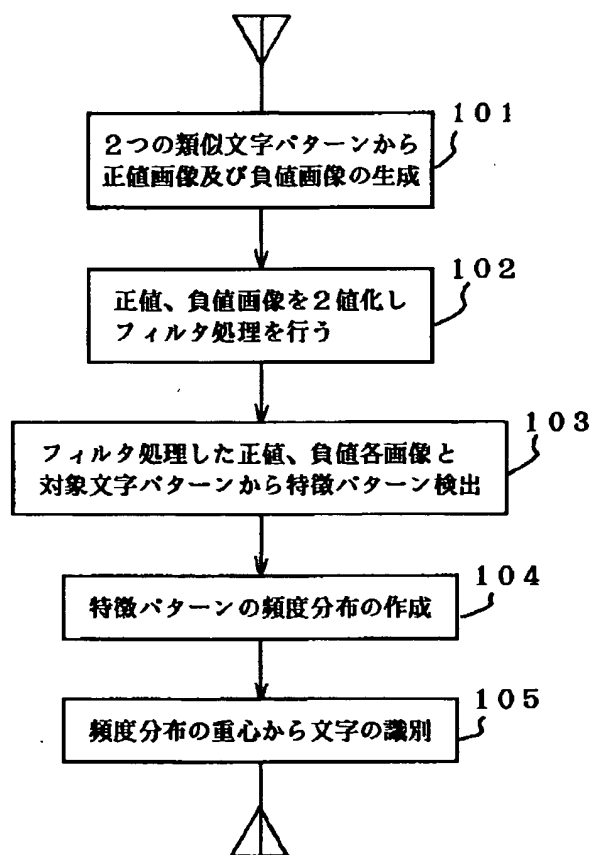 101
2つの類似文字パターンから
正値画像及び負値画像の生成
102
正値、負値画像を2値化し
フィルタ処理を行う
103
フィルタ処理した正値、負値各画像と
対象文字パターンから特徴パターン検出
104
特徴パターンの頻度分布の作成
105
頻度分布の重心から文字の識別